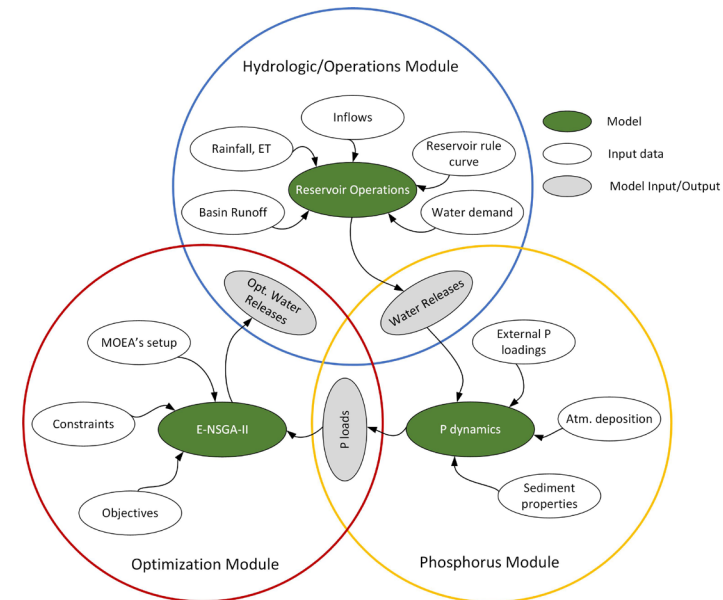 Hydrologic/Operations Module
Inflows
Rainfall, ET
Reservoir rule
curve
Reservoir Operations
Basin Runoff
Water demand
Model
Input data
Model Input/Output
Opt. Water
Releases
Water Releases
MOEA's setup
External P
loadings
Constraints
E-NSGA-II
P loads
P dynamics
Atm. deposition
Objectives
Sediment
properties
Optimization Module
Phosphorus Module